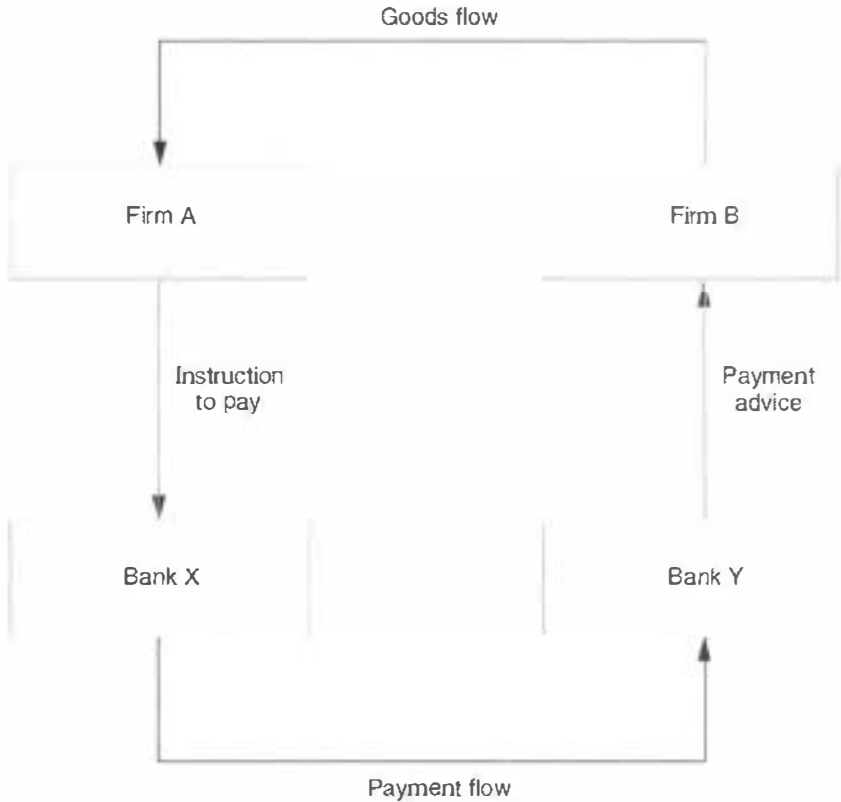 Goods flow
Firm A
Firm B
Instruction
to pay
Payment
advice
Bank X
Bank Y
Payment flow